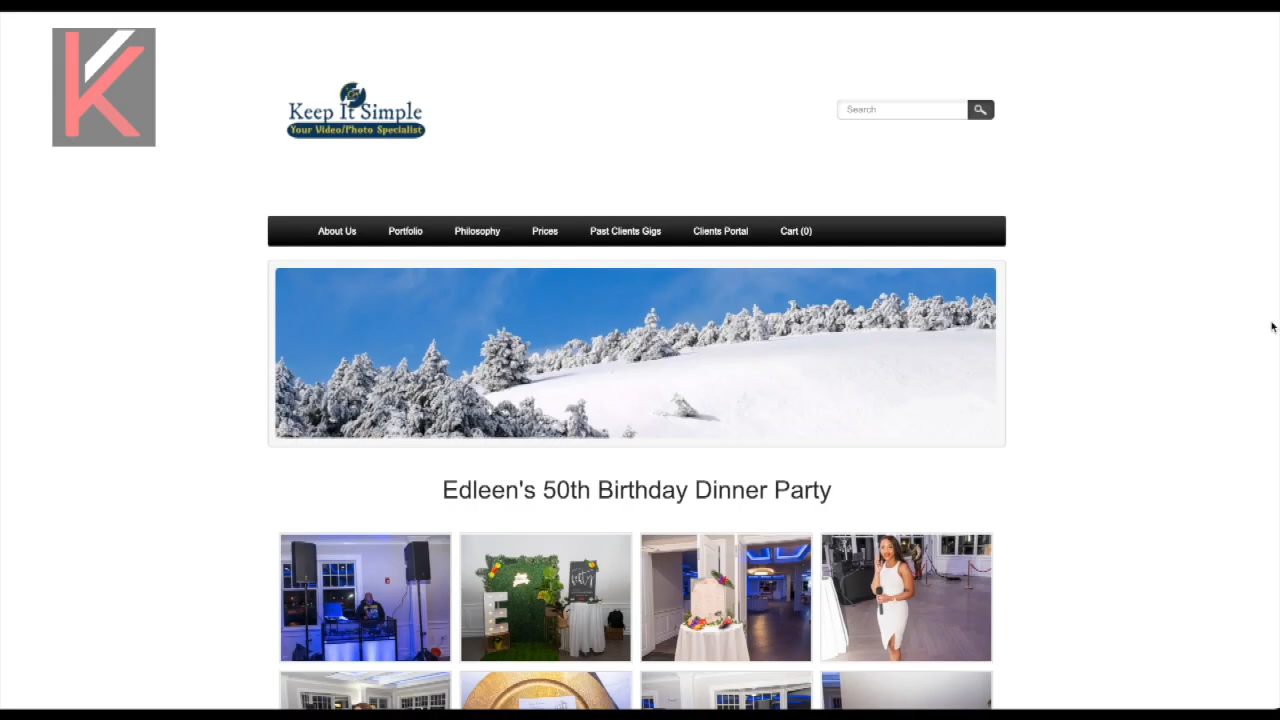 K
Keep It Simple
Your Video/Photo Specialist
Search
About Us Portfolio Philosophy Prices Past Clients Gigs Clients Portal Cart (0)
Edleen's 50th Birthday Dinner Party
E